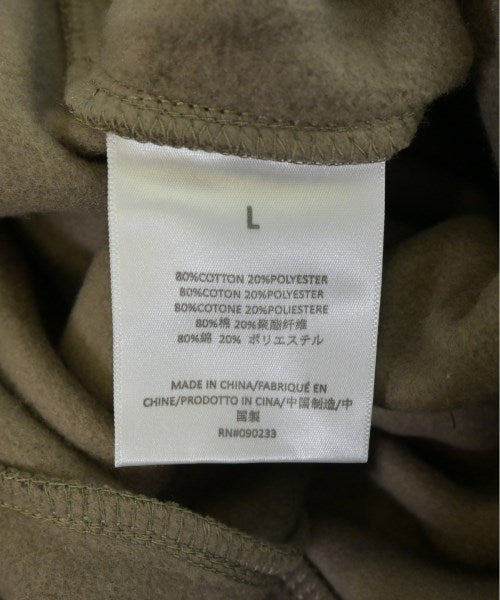 L
80%COTTON 20%POLYESTER
80%COTON 20%POLYESTER
80%COTONE 20%POLIESTERE
80%棉 20%聚酯纤维
80%綿 20% ポリエステル
MADE IN CHINA/FABRIQUÉ EN
CHINE/PRODOTTO IN CINA/中国制造/中
国製
RN#090233